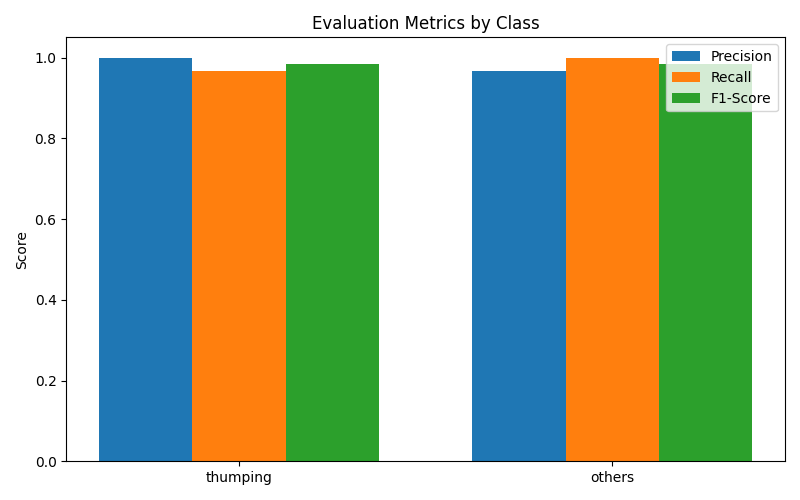 Evaluation Metrics by Class
Precision
Recall
F1-Score
Score
1.0
0.8
0.6
0.4
0.2
0.0
thumping
others